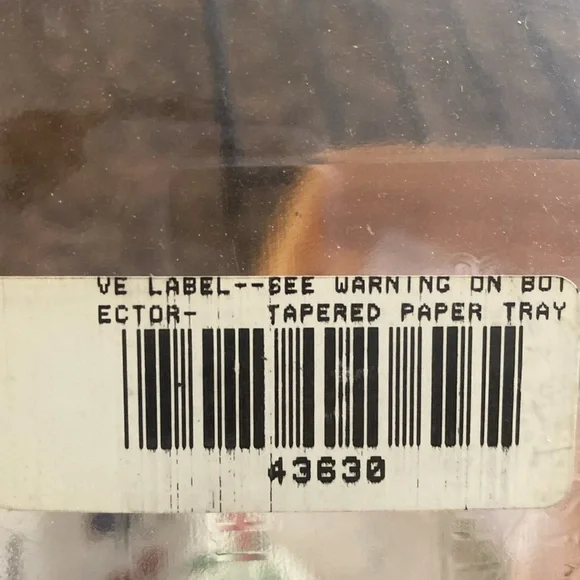 VE LABEL--SEE WARNING ON BOT
ECTOR- TAPERED PAPER TRAY
43630